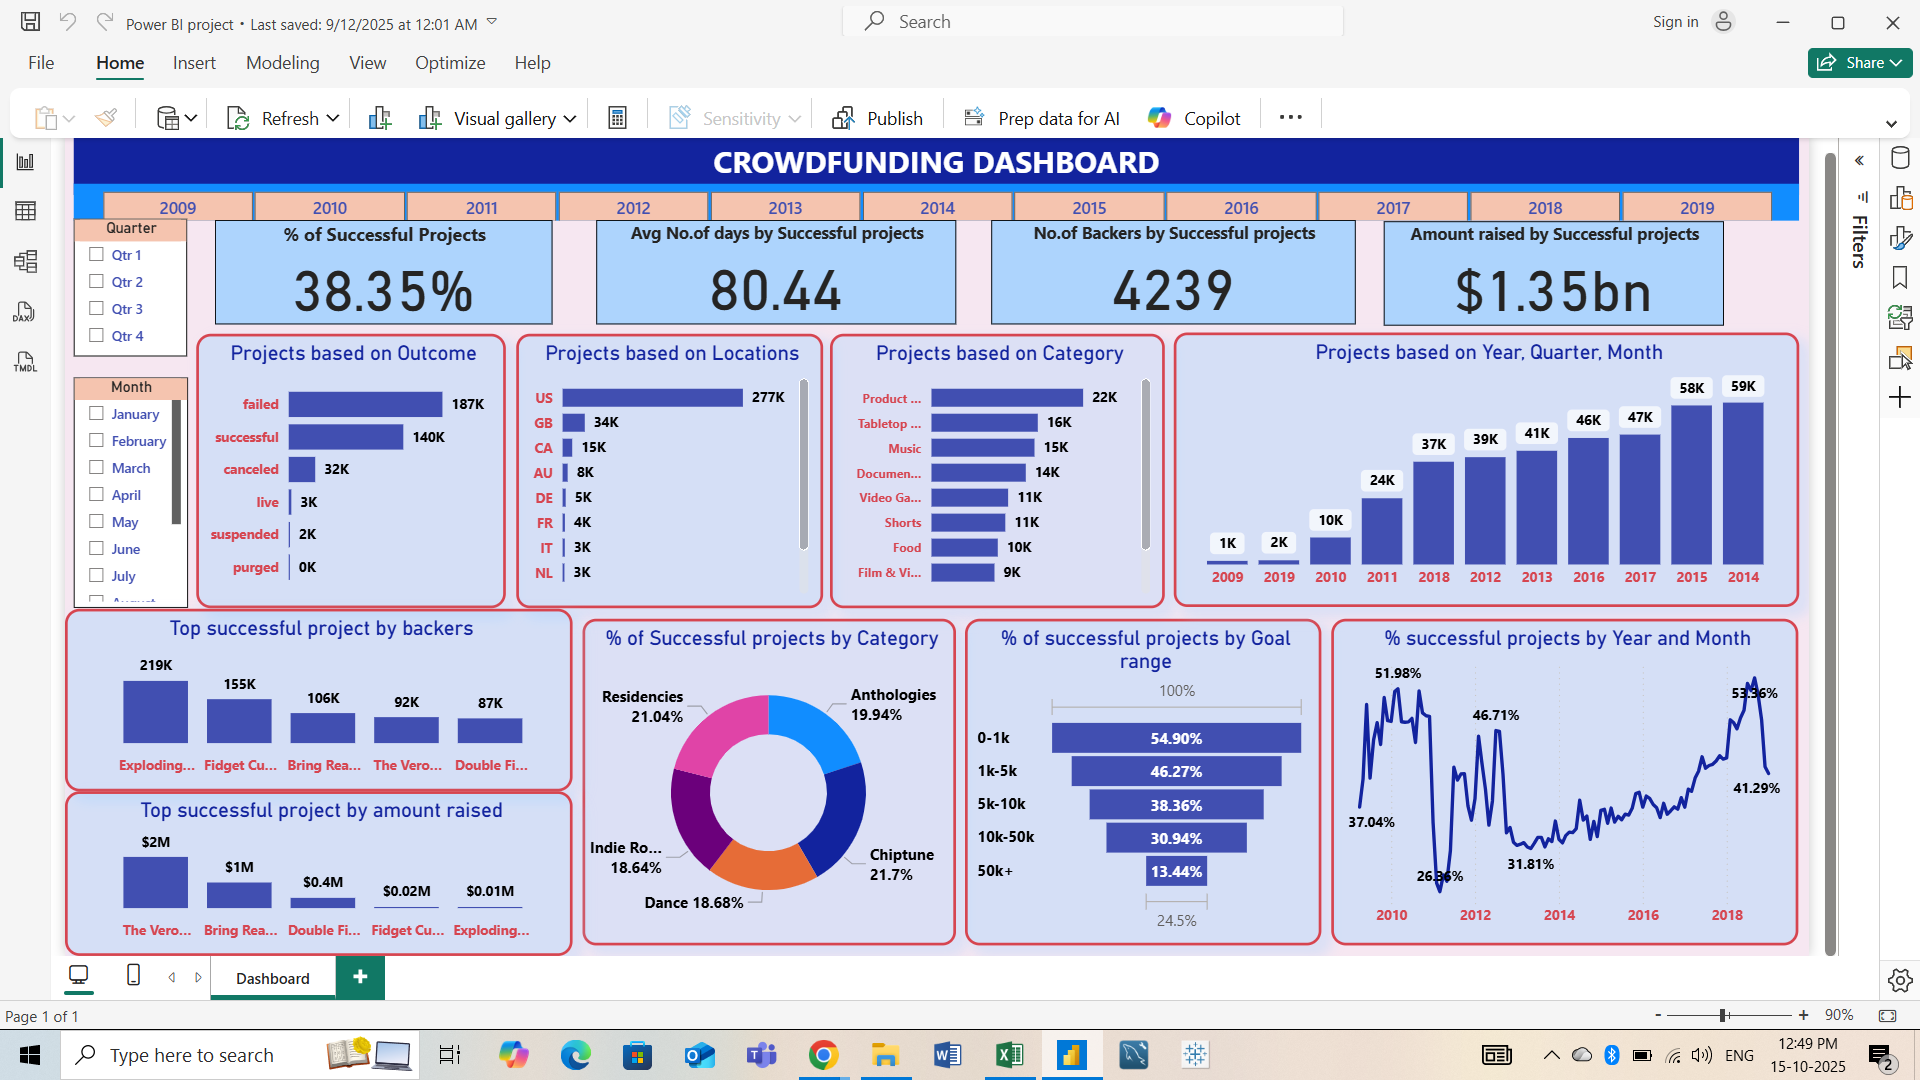 Power BI project • Last saved: 9/12/2025 at 12:01 AM
Search
Sign in
File
Home
Insert
Modeling
View
Optimize
Help
Share
Refresh
Visual gallery
Sensitivity
Publish
Prep data for AI
Copilot
DAX
TMDL
Filters
CROWDFUNDING DASHBOARD
2009 2010 2011 2012 2013 2014 2015 2016 2017 2018 2019
Quarter
Qtr 1
Qtr 2
Qtr 3
Qtr 4
% of Successful Projects
38.35%
Avg No.of days by Successful projects
80.44
No.of Backers by Successful projects
4239
Amount raised by Successful projects
$1.35bn
Month
January
February
March
April
May
June
July
August
Projects based on Outcome
failed 187K
successful 140K
canceled 32K
live 3K
suspended 2K
purged 0K
Projects based on Locations
US 277K
GB 34K
CA 15K
AU 8K
DE 5K
FR 4K
IT 3K
NL 3K
Projects based on Category
Product ... 22K
Tabletop ... 16K
Music 15K
Documen... 14K
Video Ga... 11K
Shorts 11K
Food 10K
Film & Vi... 9K
Projects based on Year, Quarter, Month
1K 2K 10K 24K 37K 39K 41K 46K 47K 58K 59K
2009 2019 2010 2011 2018 2012 2013 2016 2017 2015 2014
Top successful project by backers
219K 155K 106K 92K 87K
Exploding... Fidget Cu... Bring Rea... The Vero... Double Fi...
Top successful project by amount raised
$2M $1M $0.4M $0.02M $0.01M
The Vero... Bring Rea... Double Fi... Fidget Cu... Exploding...
% of Successful projects by Category
Residencies
21.04%
Anthologies
19.94%
Indie Ro...
18.64%
Chiptune
21.7%
Dance 18.68%
% of successful projects by Goal
range
100%
0-1k 54.90%
1k-5k 46.27%
5k-10k 38.36%
10k-50k 30.94%
50k+ 13.44%
24.5%
% successful projects by Year and Month
51.98%
53.36%
46.71%
41.29%
37.04%
31.81%
26.36%
2010 2012 2014 2016 2018
Dashboard
Page 1 of 1
- + 90%
Type here to search
ENG
12:49 PM
15-10-2025
2